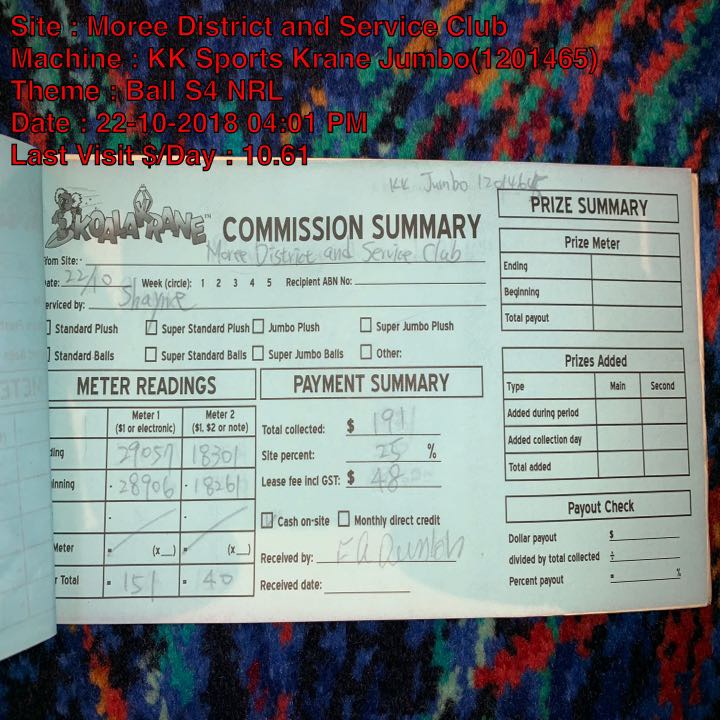 Site : Moree District and Service Club
Machine : KK Sports Krane Jumbo(1201465)
Theme : Ball S4 NRL
Date : 22-10-2018 04:01 PM
Last Visit $/Day : 10.61
KK Jumbo 1201465
KOALA KRANE™ COMMISSION SUMMARY
From Site: Moree District and Service Club
Date: 22/10 Week (circle): 1 2 3 4 5 Recipient ABN No:
Serviced by: Shayne
Standard Plush Super Standard Plush Jumbo Plush Super Jumbo Plush
Standard Balls Super Standard Balls Super Jumbo Balls Other:
METER READINGS
Meter 1 Meter 2
($1 or electronic) ($1, $2 or note)
ding 29057 18301
inning - 28906 - 18261
- -
Meter = (x__) = (x__)
r Total = 151 = 40
PAYMENT SUMMARY
Total collected: $ 191
Site percent: 25 %
Lease fee incl GST: $ 48
Cash on-site Monthly direct credit
Received by:
Received date:
PRIZE SUMMARY
Prize Meter
Ending
Beginning
Total payout
Prizes Added
Type Main Second
Added during period
Added collection day
Total added
Payout Check
Dollar payout $
divided by total collected ÷
Percent payout = %